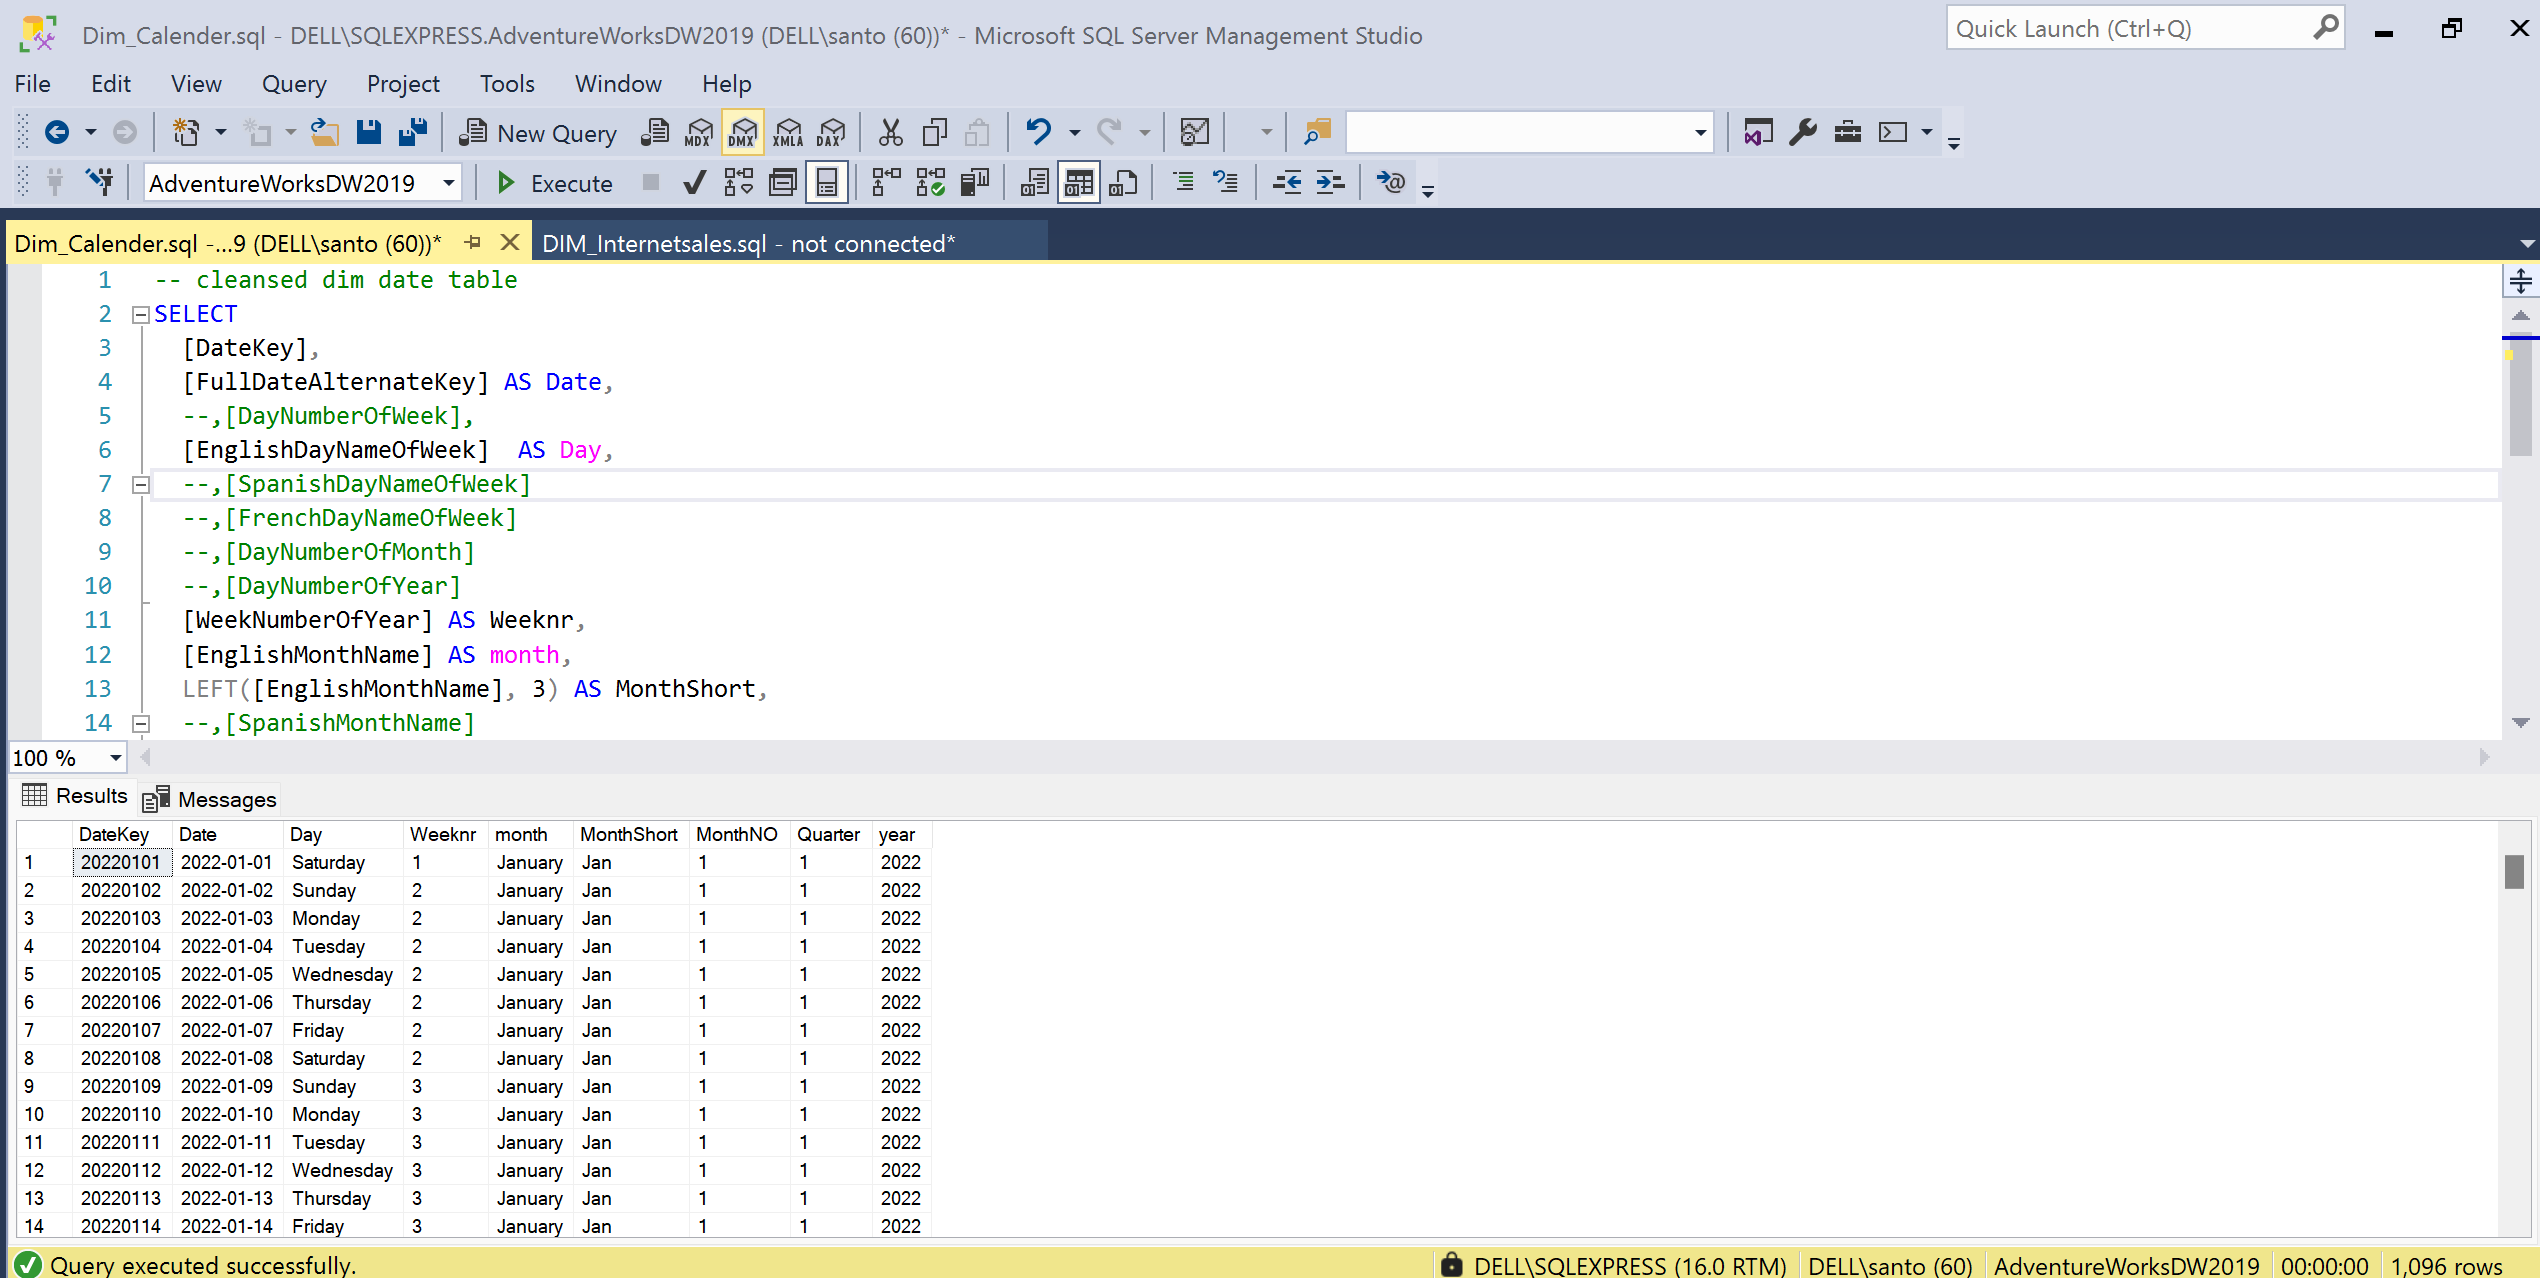 Dim_Calender.sql - DELL\SQLEXPRESS.AdventureWorksDW2019 (DELL\santo (60))* - Microsoft SQL Server Management Studio
Quick Launch (Ctrl+Q)
File Edit View Query Project Tools Window Help
New Query MDX DMX XMLA DAX
AdventureWorksDW2019 Execute
Dim_Calender.sql -...9 (DELL\santo (60))* DIM_Internetsales.sql - not connected*
1 -- cleansed dim date table
2 SELECT
3 [DateKey],
4 [FullDateAlternateKey] AS Date,
5 --,[DayNumberOfWeek],
6 [EnglishDayNameOfWeek]  AS Day,
7 --,[SpanishDayNameOfWeek]
8 --,[FrenchDayNameOfWeek]
9 --,[DayNumberOfMonth]
10 --,[DayNumberOfYear]
11 [WeekNumberOfYear] AS Weeknr,
12 [EnglishMonthName] AS month,
13 LEFT([EnglishMonthName], 3) AS MonthShort,
14 --,[SpanishMonthName]
100 %
Results Messages
DateKey Date Day Weeknr month MonthShort MonthNO Quarter year
1 20220101 2022-01-01 Saturday 1 January Jan 1 1 2022
2 20220102 2022-01-02 Sunday 2 January Jan 1 1 2022
3 20220103 2022-01-03 Monday 2 January Jan 1 1 2022
4 20220104 2022-01-04 Tuesday 2 January Jan 1 1 2022
5 20220105 2022-01-05 Wednesday 2 January Jan 1 1 2022
6 20220106 2022-01-06 Thursday 2 January Jan 1 1 2022
7 20220107 2022-01-07 Friday 2 January Jan 1 1 2022
8 20220108 2022-01-08 Saturday 2 January Jan 1 1 2022
9 20220109 2022-01-09 Sunday 3 January Jan 1 1 2022
10 20220110 2022-01-10 Monday 3 January Jan 1 1 2022
11 20220111 2022-01-11 Tuesday 3 January Jan 1 1 2022
12 20220112 2022-01-12 Wednesday 3 January Jan 1 1 2022
13 20220113 2022-01-13 Thursday 3 January Jan 1 1 2022
14 20220114 2022-01-14 Friday 3 January Jan 1 1 2022
Query executed successfully. DELL\SQLEXPRESS (16.0 RTM) DELL\santo (60) AdventureWorksDW2019 00:00:00 1,096 rows